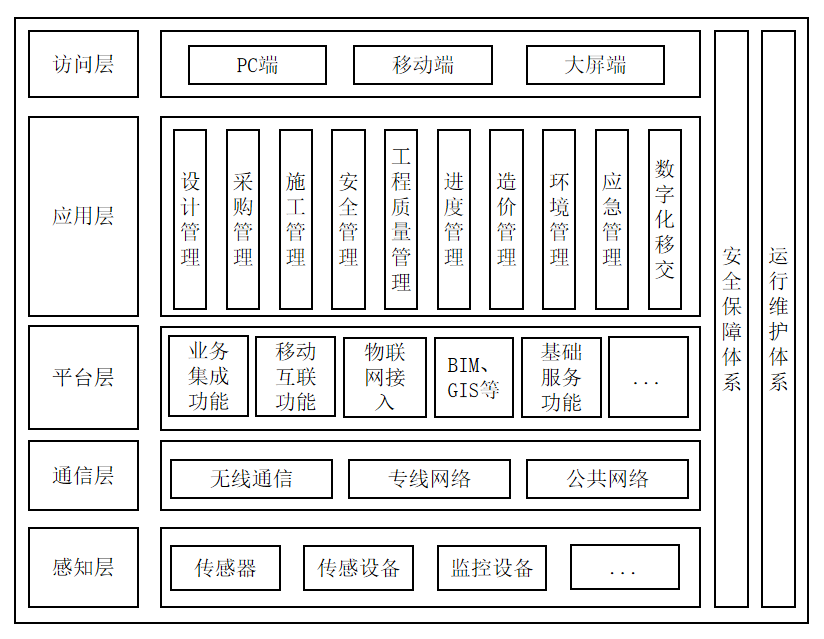 访问层
PC端
移动端
大屏端
应用层
设计管理
采购管理
施工管理
安全管理
工程质量管理
进度管理
造价管理
环境管理
应急管理
数字化移交
平台层
业务
集成
功能
移动
互联
功能
物联
网接
入
BIM、
GIS等
基础
服务
功能
...
通信层
无线通信
专线网络
公共网络
感知层
传感器
传感设备
监控设备
...
安全保障体系
运行维护体系